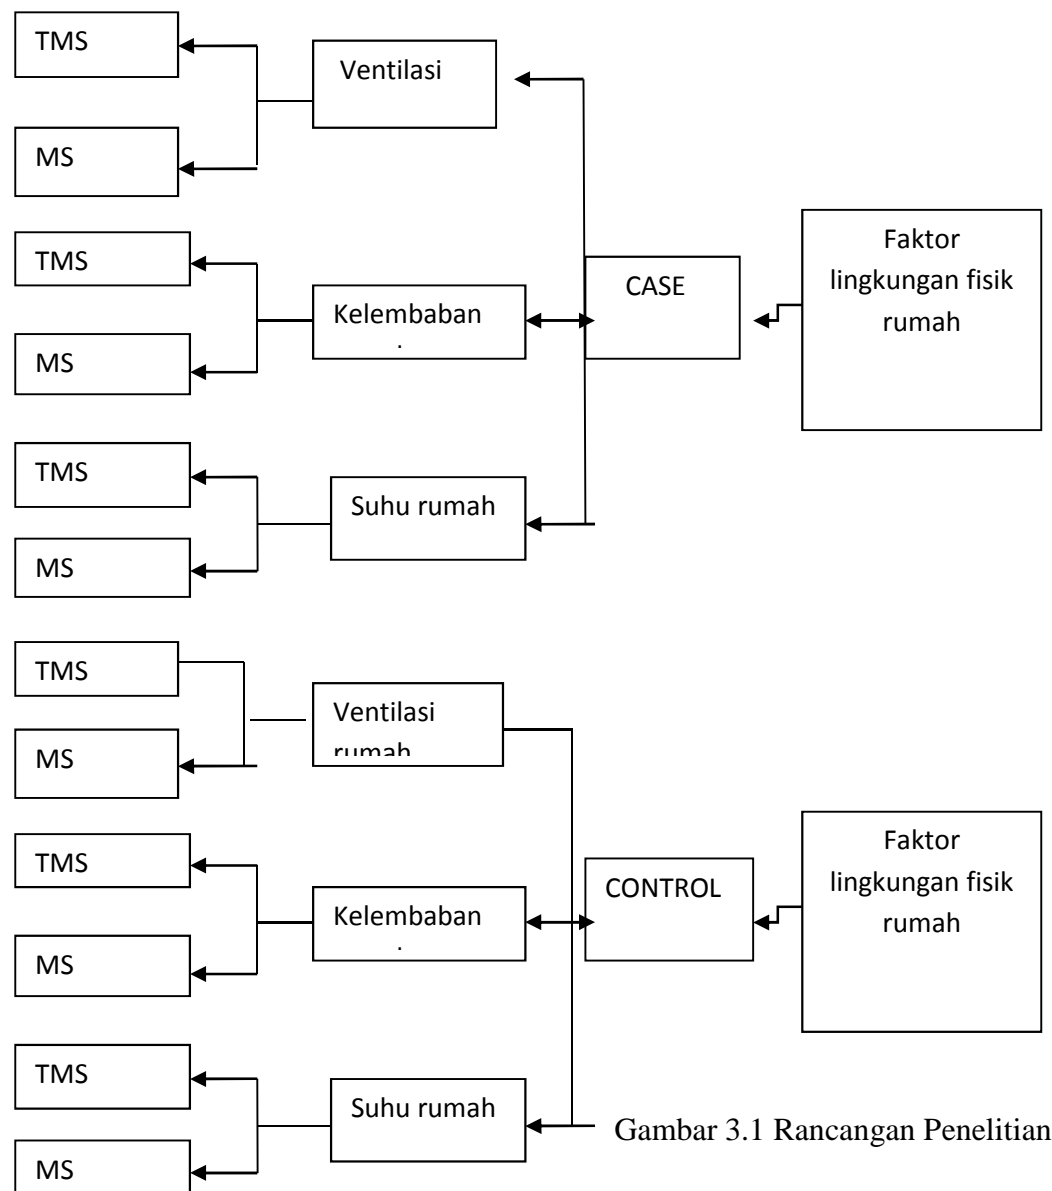 TMS
Ventilasi
MS
TMS
Kelembaban
MS
TMS
Suhu rumah
MS
CASE
Faktor
lingkungan fisik
rumah
TMS
Ventilasi
rumah
MS
TMS
Kelembaban
MS
TMS
Suhu rumah
MS
CONTROL
Faktor
lingkungan fisik
rumah
Gambar 3.1 Rancangan Penelitian